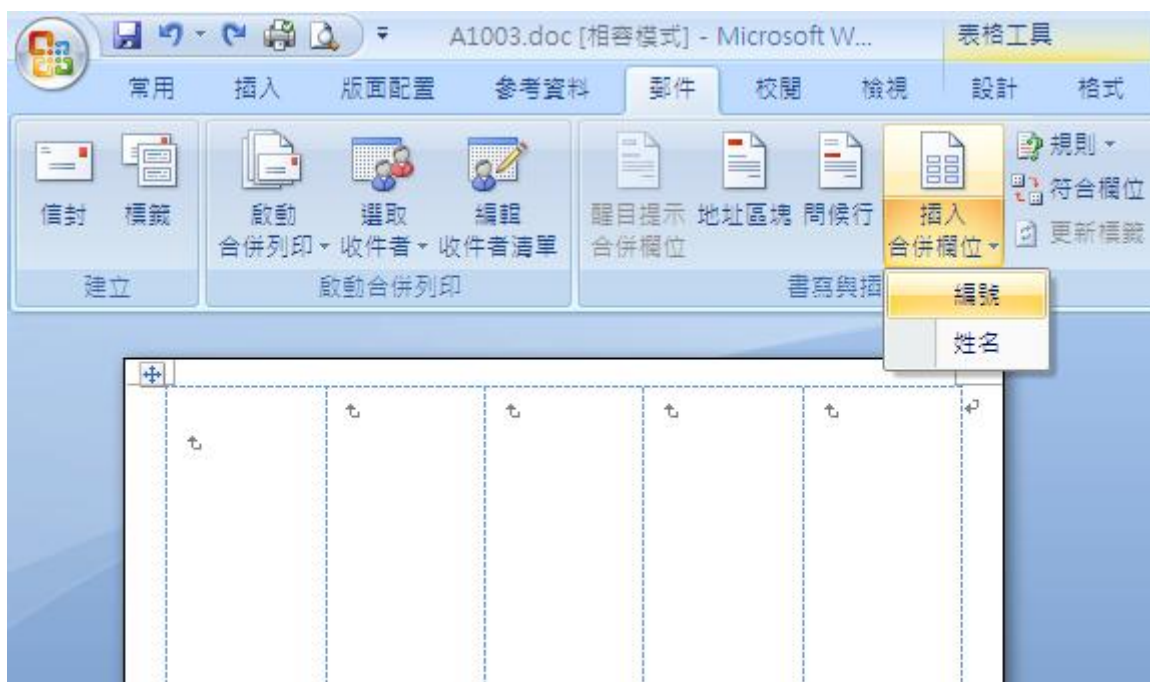 A1003.doc [相容模式] - Microsoft W... 表格工具
常用 插入 版面配置 參考資料 郵件 校閱 檢視 設計 格式
信封 標籤 啟動 合併列印 選取 收件者 編輯 收件者清單 醒目提示 合併欄位 地址區塊 問候行 插入 合併欄位 規則 符合欄位 更新標籤
建立 啟動合併列印 書寫與插
編號
姓名